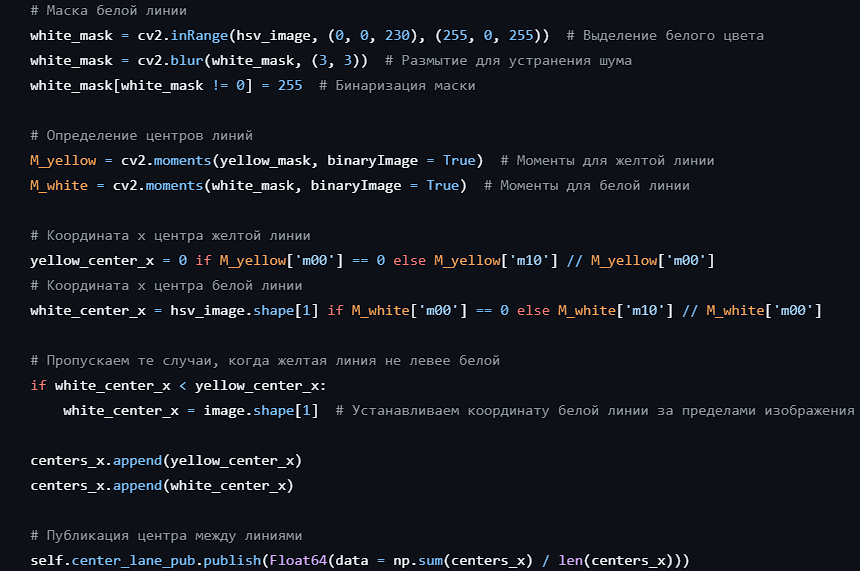 # Маска белой линии
white_mask = cv2.inRange(hsv_image, (0, 0, 230), (255, 0, 255))  # Выделение белого цвета
white_mask = cv2.blur(white_mask, (3, 3))  # Размытие для устранения шума
white_mask[white_mask != 0] = 255  # Бинаризация маски
# Определение центров линий
M_yellow = cv2.moments(yellow_mask, binaryImage = True)  # Моменты для желтой линии
M_white = cv2.moments(white_mask, binaryImage = True)  # Моменты для белой линии
# Координата x центра желтой линии
yellow_center_x = 0 if M_yellow['m00'] == 0 else M_yellow['m10'] // M_yellow['m00']
# Координата x центра белой линии
white_center_x = hsv_image.shape[1] if M_white['m00'] == 0 else M_white['m10'] // M_white['m00']
# Пропускаем те случаи, когда желтая линия не левее белой
if white_center_x < yellow_center_x:
    white_center_x = image.shape[1]  # Устанавливаем координату белой линии за пределами изображения
centers_x.append(yellow_center_x)
centers_x.append(white_center_x)
# Публикация центра между линиями
self.center_lane_pub.publish(Float64(data = np.sum(centers_x) / len(centers_x)))